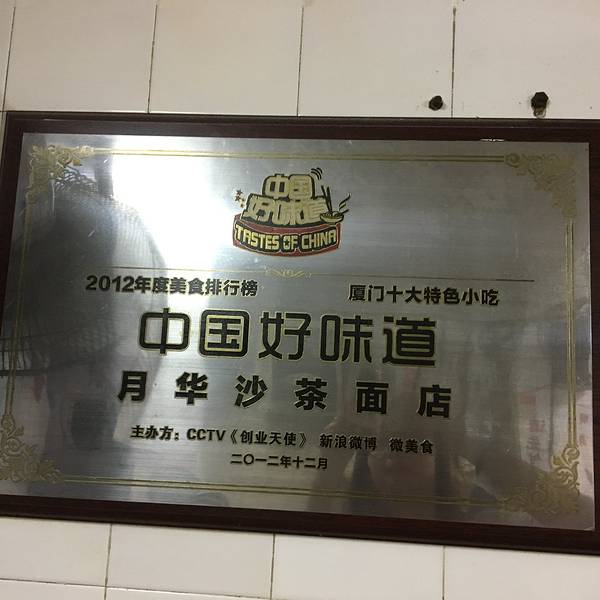 中国
好味道
TASTES OF CHINA
2012年度美食排行榜 厦门十大特色小吃
中国好味道
月华沙茶面店
主办方：CCTV《创业天使》 新浪微博 微美食
二〇一二年十二月